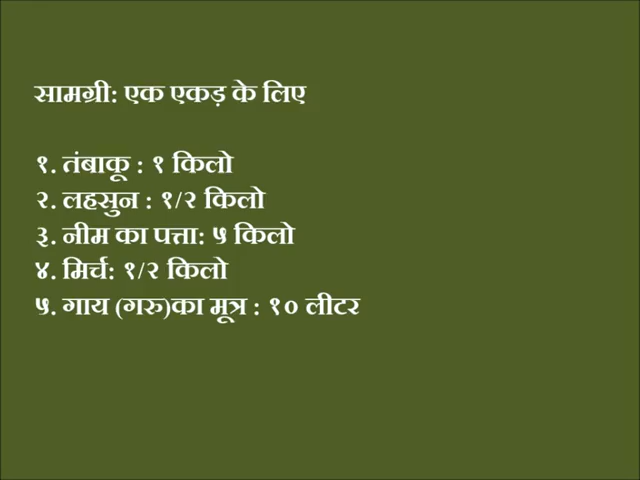 सामग्री: एक एकड़ के लिए
१. तंबाकू : १ किलो
२. लहसुन : १/२ किलो
३. नीम का पत्ता: ५ किलो
४. मिर्च: १/२ किलो
५. गाय (गरु)का मूत्र : १० लीटर